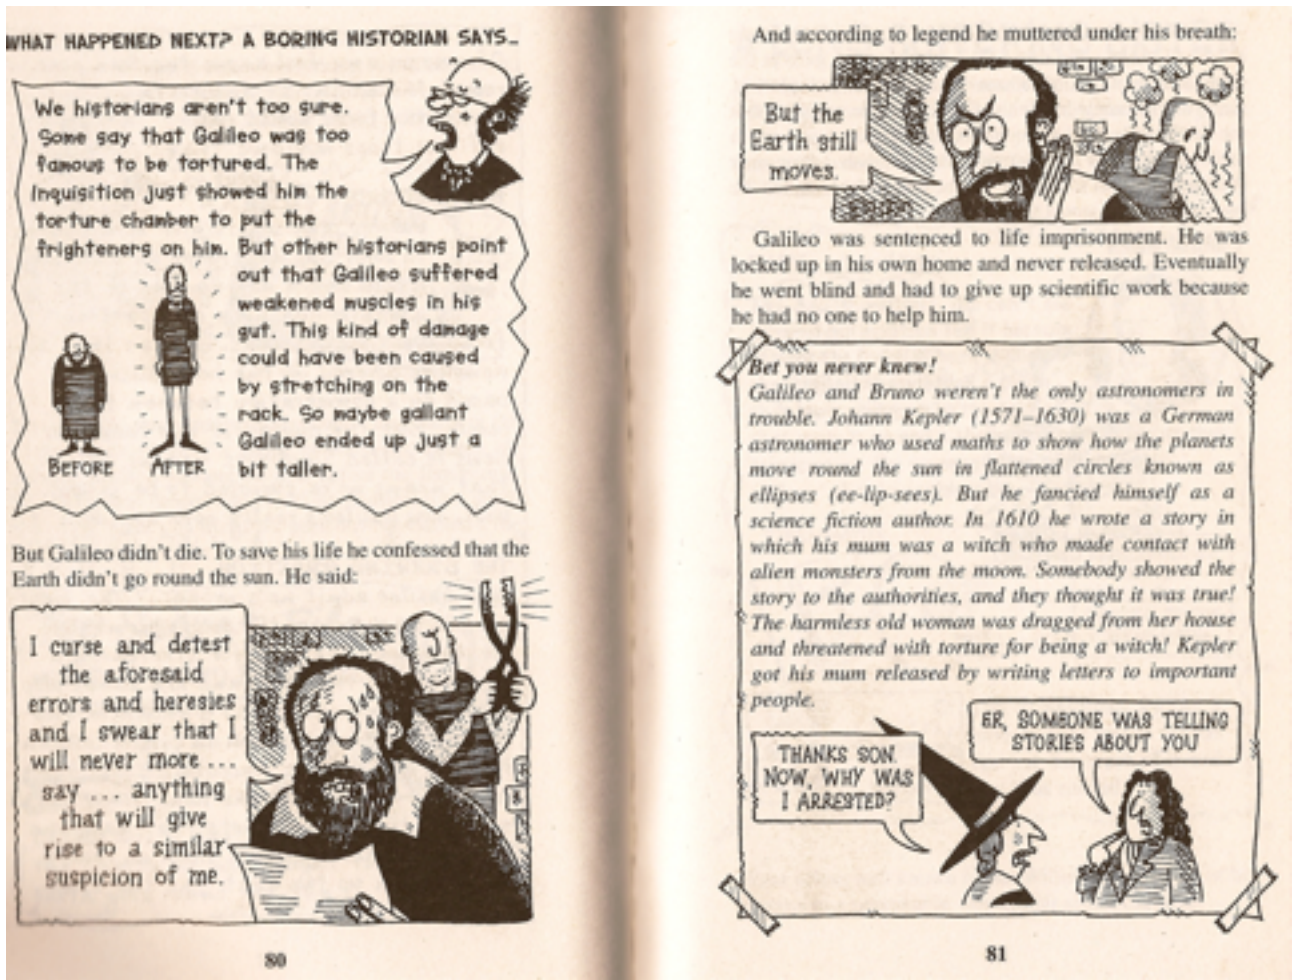 WHAT HAPPENED NEXT? A BORING HISTORIAN SAYS...
We historians aren't too sure.
Some say that Galileo was too
famous to be tortured. The
Inquisition just showed him the
torture chamber to put the
frighteners on him. But other historians point
out that Galileo suffered
weakened muscles in his
gut. This kind of damage
could have been caused
by stretching on the
rack. So maybe gallant
Galileo ended up just a
bit taller.
BEFORE AFTER
But Galileo didn't die. To save his life he confessed that the
Earth didn't go round the sun. He said:
I curse and detest
the aforesaid
errors and heresies
and I swear that I
will never more ...
say ... anything
that will give
rise to a similar
suspicion of me.
80
And according to legend he muttered under his breath:
But the
Earth still
moves.
Galileo was sentenced to life imprisonment. He was
locked up in his own home and never released. Eventually
he went blind and had to give up scientific work because
he had no one to help him.
Bet you never knew!
Galileo and Bruno weren't the only astronomers in
trouble. Johann Kepler (1571–1630) was a German
astronomer who used maths to show how the planets
move round the sun in flattened circles known as
ellipses (ee-lip-sees). But he fancied himself as a
science fiction author. In 1610 he wrote a story in
which his mum was a witch who made contact with
alien monsters from the moon. Somebody showed the
story to the authorities, and they thought it was true!
The harmless old woman was dragged from her house
and threatened with torture for being a witch! Kepler
got his mum released by writing letters to important
people.
THANKS SON.
NOW, WHY WAS
I ARRESTED?
ER, SOMEONE WAS TELLING
STORIES ABOUT YOU
81